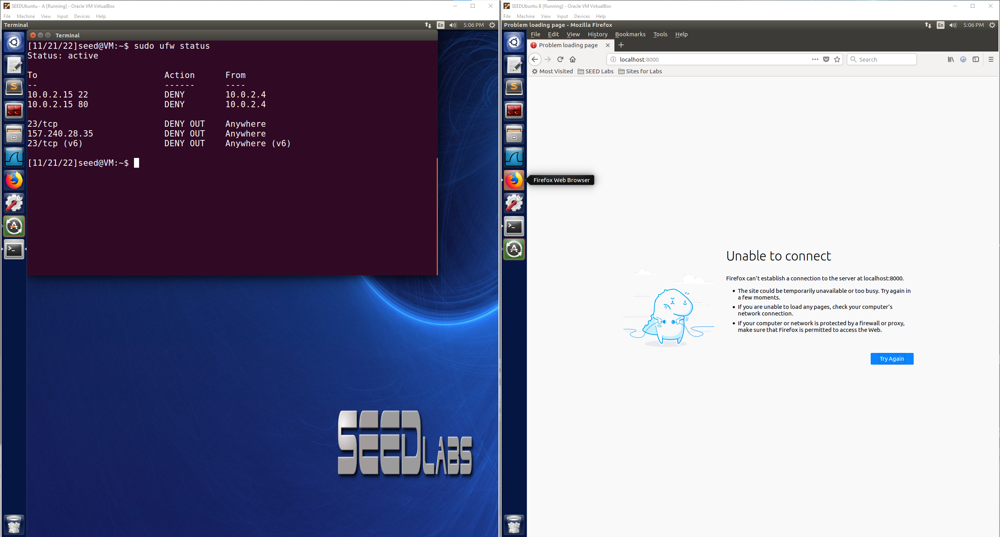 SEEDUbuntu - A [Running] - Oracle VM VirtualBox
File Machine View Input Devices Help
Terminal En 5:06 PM
Terminal
[11/21/22]seed@VM:~$ sudo ufw status
Status: active
To Action From
-- ------ ----
10.0.2.15 22 DENY 10.0.2.4
10.0.2.15 80 DENY 10.0.2.4
23/tcp DENY OUT Anywhere
157.240.28.35 DENY OUT Anywhere
23/tcp (v6) DENY OUT Anywhere (v6)
[11/21/22]seed@VM:~$
SEEDLABS
SEEDUbuntu B [Running] - Oracle VM VirtualBox
File Machine View Input Devices Help
Problem loading page - Mozilla Firefox En 5:06 PM
File Edit View History Bookmarks Tools Help
Problem loading page
localhost:8000 Search
Most Visited SEED Labs Sites for Labs
Firefox Web Browser
Unable to connect
Firefox can’t establish a connection to the server at localhost:8000.
• The site could be temporarily unavailable or too busy. Try again in
a few moments.
• If you are unable to load any pages, check your computer’s
network connection.
• If your computer or network is protected by a firewall or proxy,
make sure that Firefox is permitted to access the Web.
Try Again